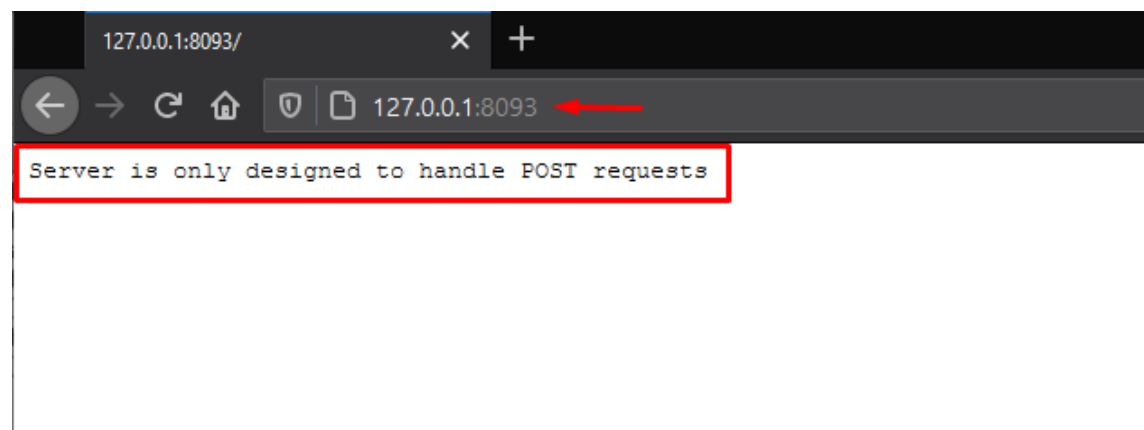 127.0.0.1:8093/
127.0.0.1:8093
Server is only designed to handle POST requests